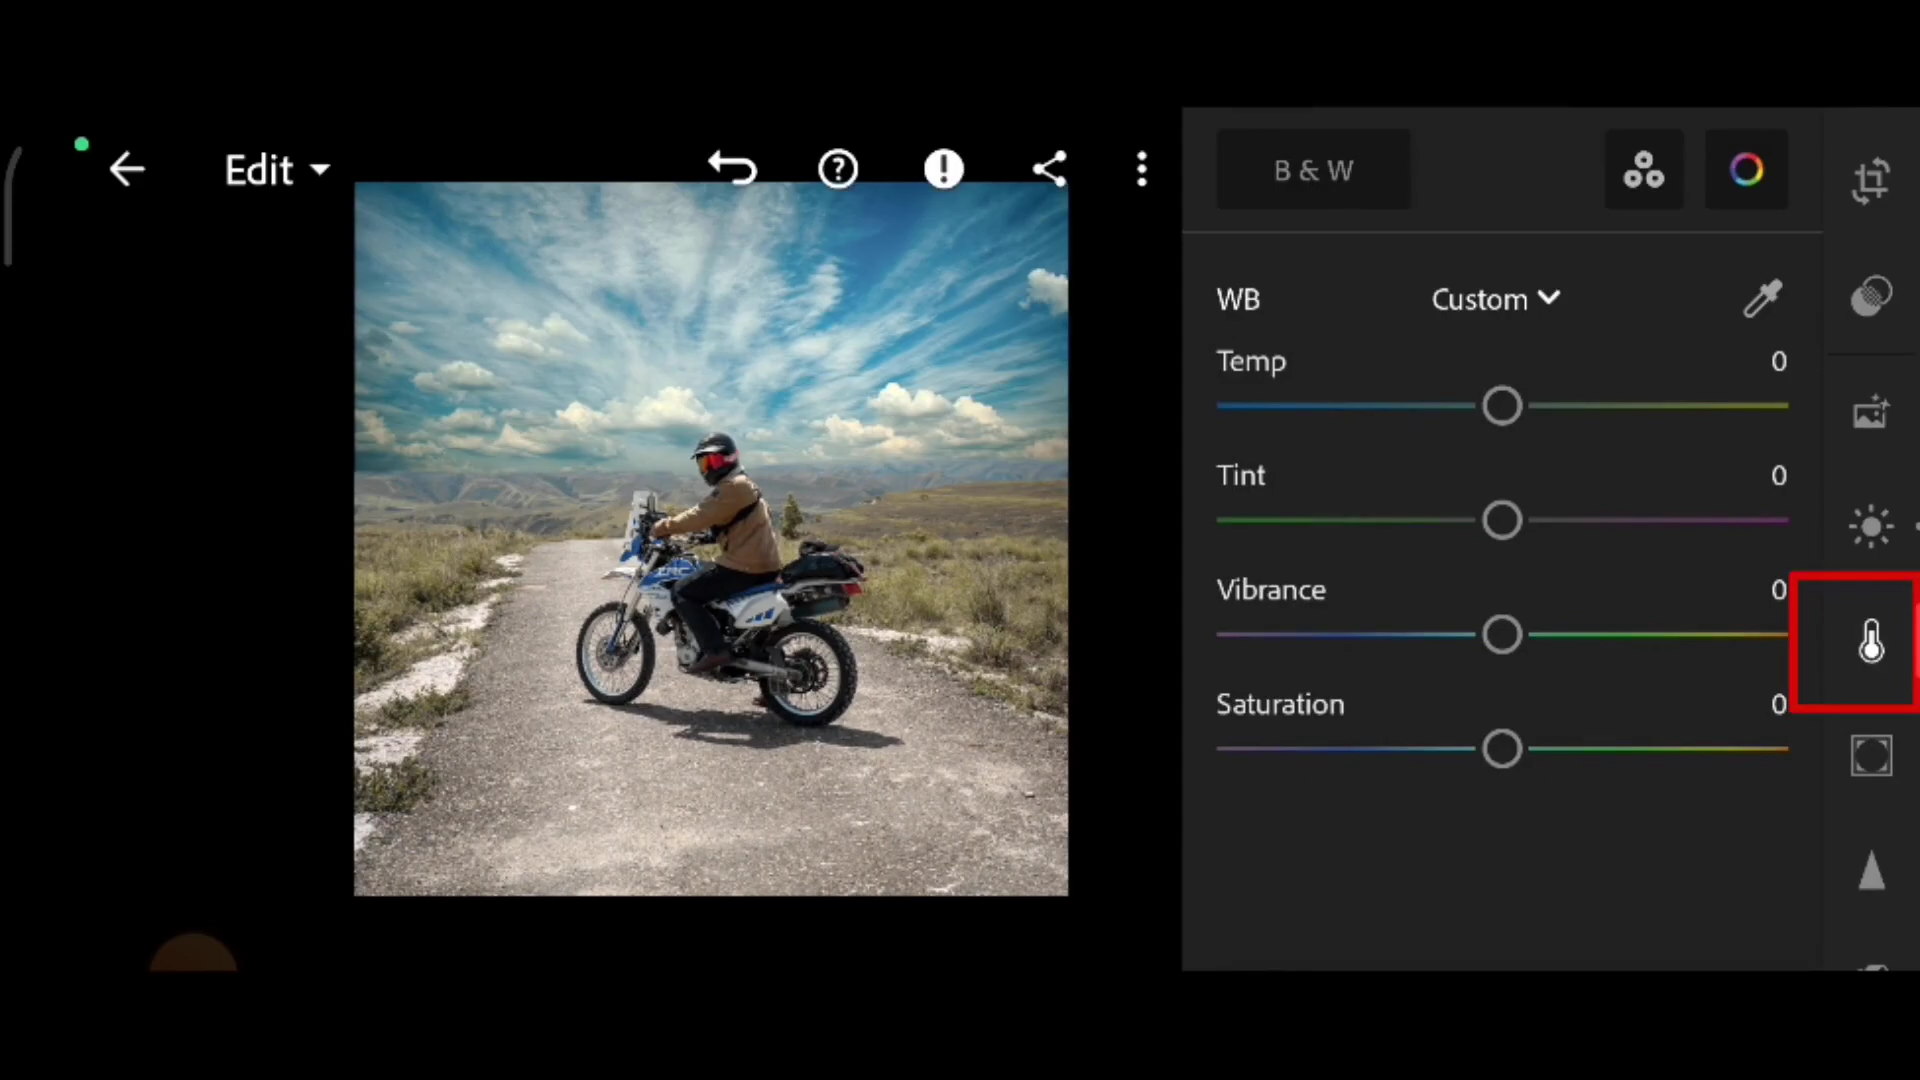 Edit
B & W
WB Custom
Temp 0
Tint 0
Vibrance 0
Saturation 0